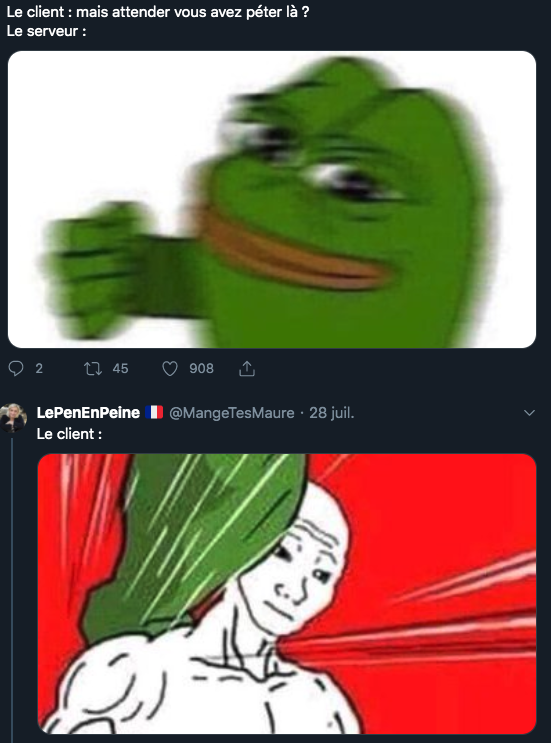 Le client : mais attender vous avez péter là ?
Le serveur :
2 45 908
LePenEnPeine 🇫🇷 @MangeTesMaure · 28 juil.
Le client :